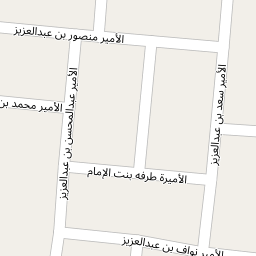 الأمير منصور بن عبدالعزيز
الأمير سعد بن عبدالعزيز
الأمير عبدالمحسن بن عبدالعزيز
الأمير محمد بن
الأميرة طرفه بنت الإمام
الأمير نواف بن عبدالعزيز